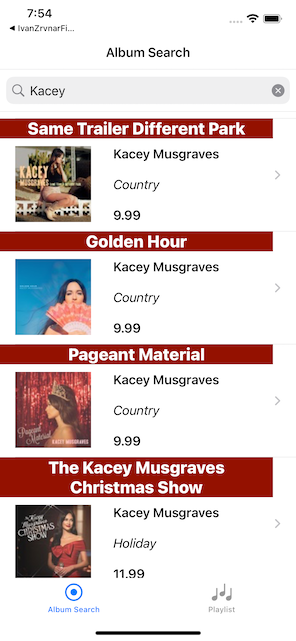 7:54
IvanZrvnarFi...
Album Search
Kacey
Same Trailer Different Park
KACEY
MUSGRAVES
Kacey Musgraves
Country
9.99
Golden Hour
Kacey Musgraves
Country
9.99
Pageant Material
Pageant
Material
KACEY MUSGRAVES
Kacey Musgraves
Country
9.99
The Kacey Musgraves
Christmas Show
The Kacey
Musgraves
CHRISTMAS
SHOW
Kacey Musgraves
Holiday
11.99
Album Search
Playlist